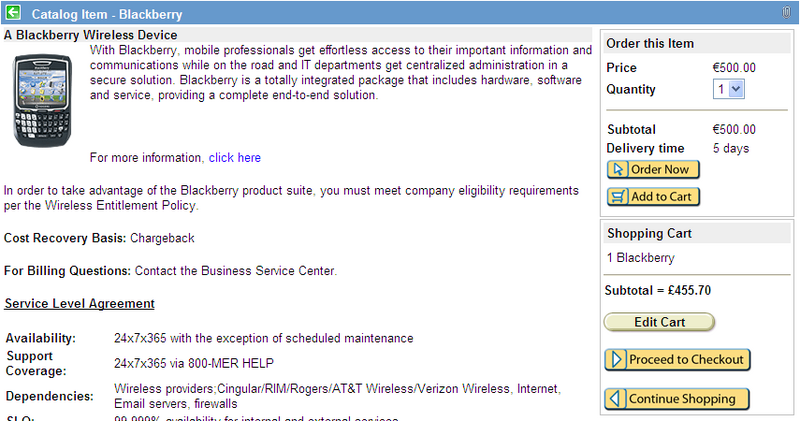 Catalog Item - Blackberry
A Blackberry Wireless Device
With Blackberry, mobile professionals get effortless access to their important information and
communications while on the road and IT departments get centralized administration in a
secure solution. Blackberry is a totally integrated package that includes hardware, software
and service, providing a complete end-to-end solution.
For more information, click here
In order to take advantage of the Blackberry product suite, you must meet company eligibility requirements
per the Wireless Entitlement Policy.
Cost Recovery Basis: Chargeback
For Billing Questions: Contact the Business Service Center.
Service Level Agreement
Availability: 24x7x365 with the exception of scheduled maintenance
Support
Coverage: 24x7x365 via 800-MER HELP
Dependencies: Wireless providers;Cingular/RIM/Rogers/AT&T Wireless/Verizon Wireless, Internet,
Email servers, firewalls
SLO: 99.999% availability for internal and external services
Order this Item
Price €500.00
Quantity 1
Subtotal €500.00
Delivery time 5 days
Order Now
Add to Cart
Shopping Cart
1 Blackberry
Subtotal = £455.70
Edit Cart
Proceed to Checkout
Continue Shopping